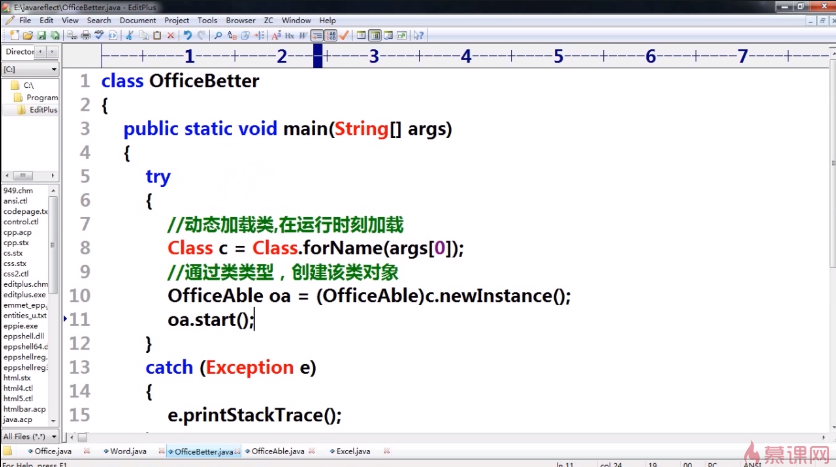 E:\javareflect\OfficeBetter.java - EditPlus
File Edit View Search Document Project Tools Browser ZC Window Help
Director
[C:]
C:\
Program
EditPlus
1 2 3 4 5 6 7
1 class OfficeBetter
2 {
3 public static void main(String[] args)
4 {
5 try
6 {
7 //动态加载类,在运行时刻加载
8 Class c = Class.forName(args[0]);
9 //通过类类型，创建该类对象
10 OfficeAble oa = (OfficeAble)c.newInstance();
11 oa.start();
12 }
13 catch (Exception e)
14 {
15 e.printStackTrace();
949.chm
ansi.ctl
codepage.tx
control.ctl
cpp.acp
cpp.stx
cs.stx
css.stx
css2.ctl
editplus.chm
editplus.exe
emmet_epp.
entities_u.txt
eppie.exe
eppshell.dll
eppshell64.d
eppshellreg.
eppshellreg
html.stx
html4.ctl
html5.ctl
htmlbar.acp
java.acp
All Files (*.*)
Office.java Word.java OfficeBetter.java OfficeAble.java Excel.java
For Help, press F1 ln 11 col 24 19 00 PC ANSI
慕课网